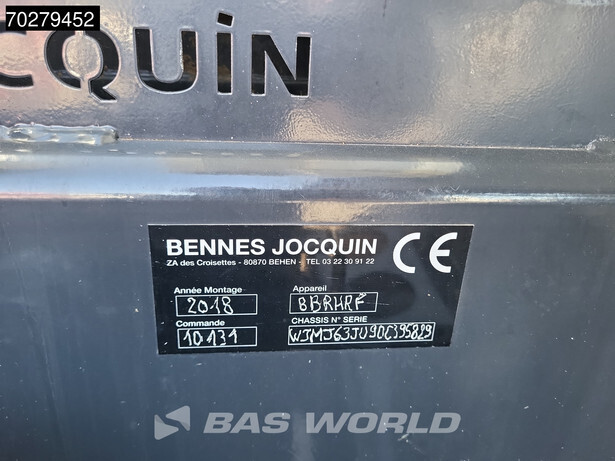 70279452
CQUIN
BENNES JOCQUIN CE
ZA des Croisettes - 80870 BEHEN - TEL 03 22 30 91 22
Année Montage Appareil
2018 BBRHRF
Commande CHASSIS N° SERIE
10131 WJMJ63JU90C395829
BAS WORLD